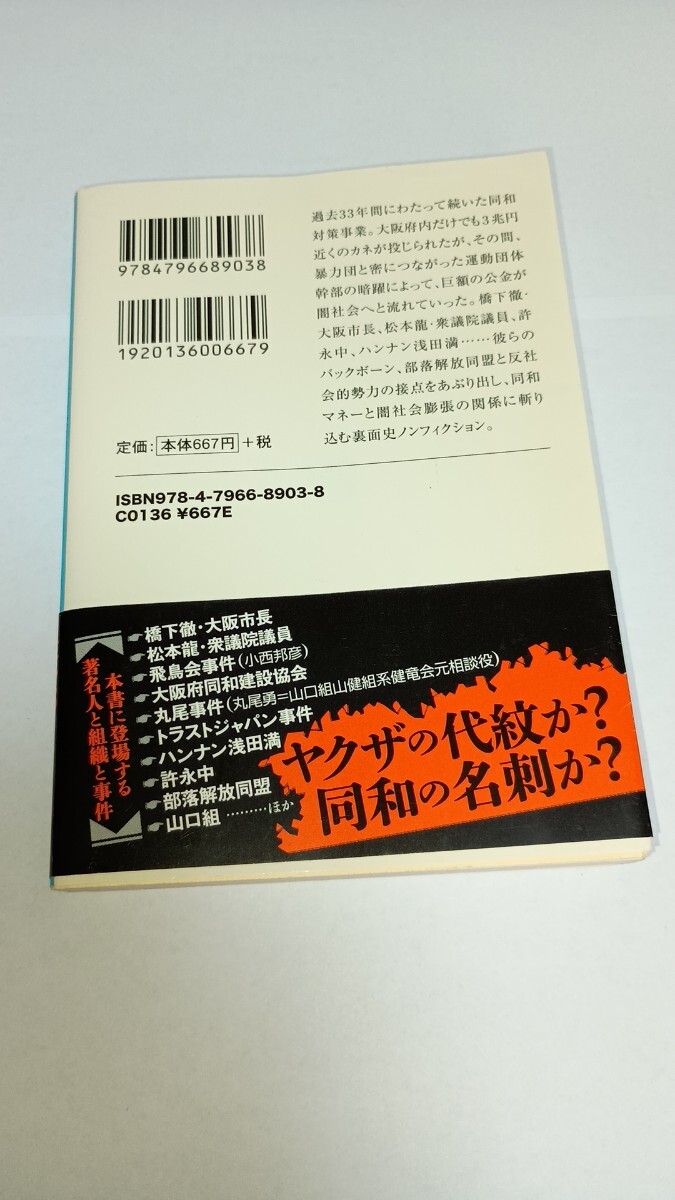 9784796689038
1920136006679
定価：本体667円＋税
ISBN978-4-7966-8903-8
C0136 ¥667E
過去33年間にわたって続いた同和
対策事業。大阪府内だけでも3兆円
近くのカネが投じられたが、その間、
暴力団と密につながった運動団体
幹部の暗躍によって、巨額の公金が
闇社会へと流れていった。橋下徹・
大阪市長、松本龍・衆議院議員、許
永中、ハンナン浅田満……彼らの
バックボーン、部落解放同盟と反社
会的勢力の接点をあぶり出し、同和
マネーと闇社会膨張の関係に斬り
込む裏面史ノンフィクション。
本書に登場する
著名人と組織と事件
☞橋下徹・大阪市長
☞松本龍・衆議院議員
☞飛鳥会事件（小西邦彦）
☞大阪府同和建設協会
☞丸尾事件（丸尾勇＝山口組山健組系健竜会元相談役）
☞トラストジャパン事件
☞ハンナン浅田満
☞許永中
☞部落解放同盟
☞山口組………ほか
ヤクザの代紋か？
同和の名刺か？